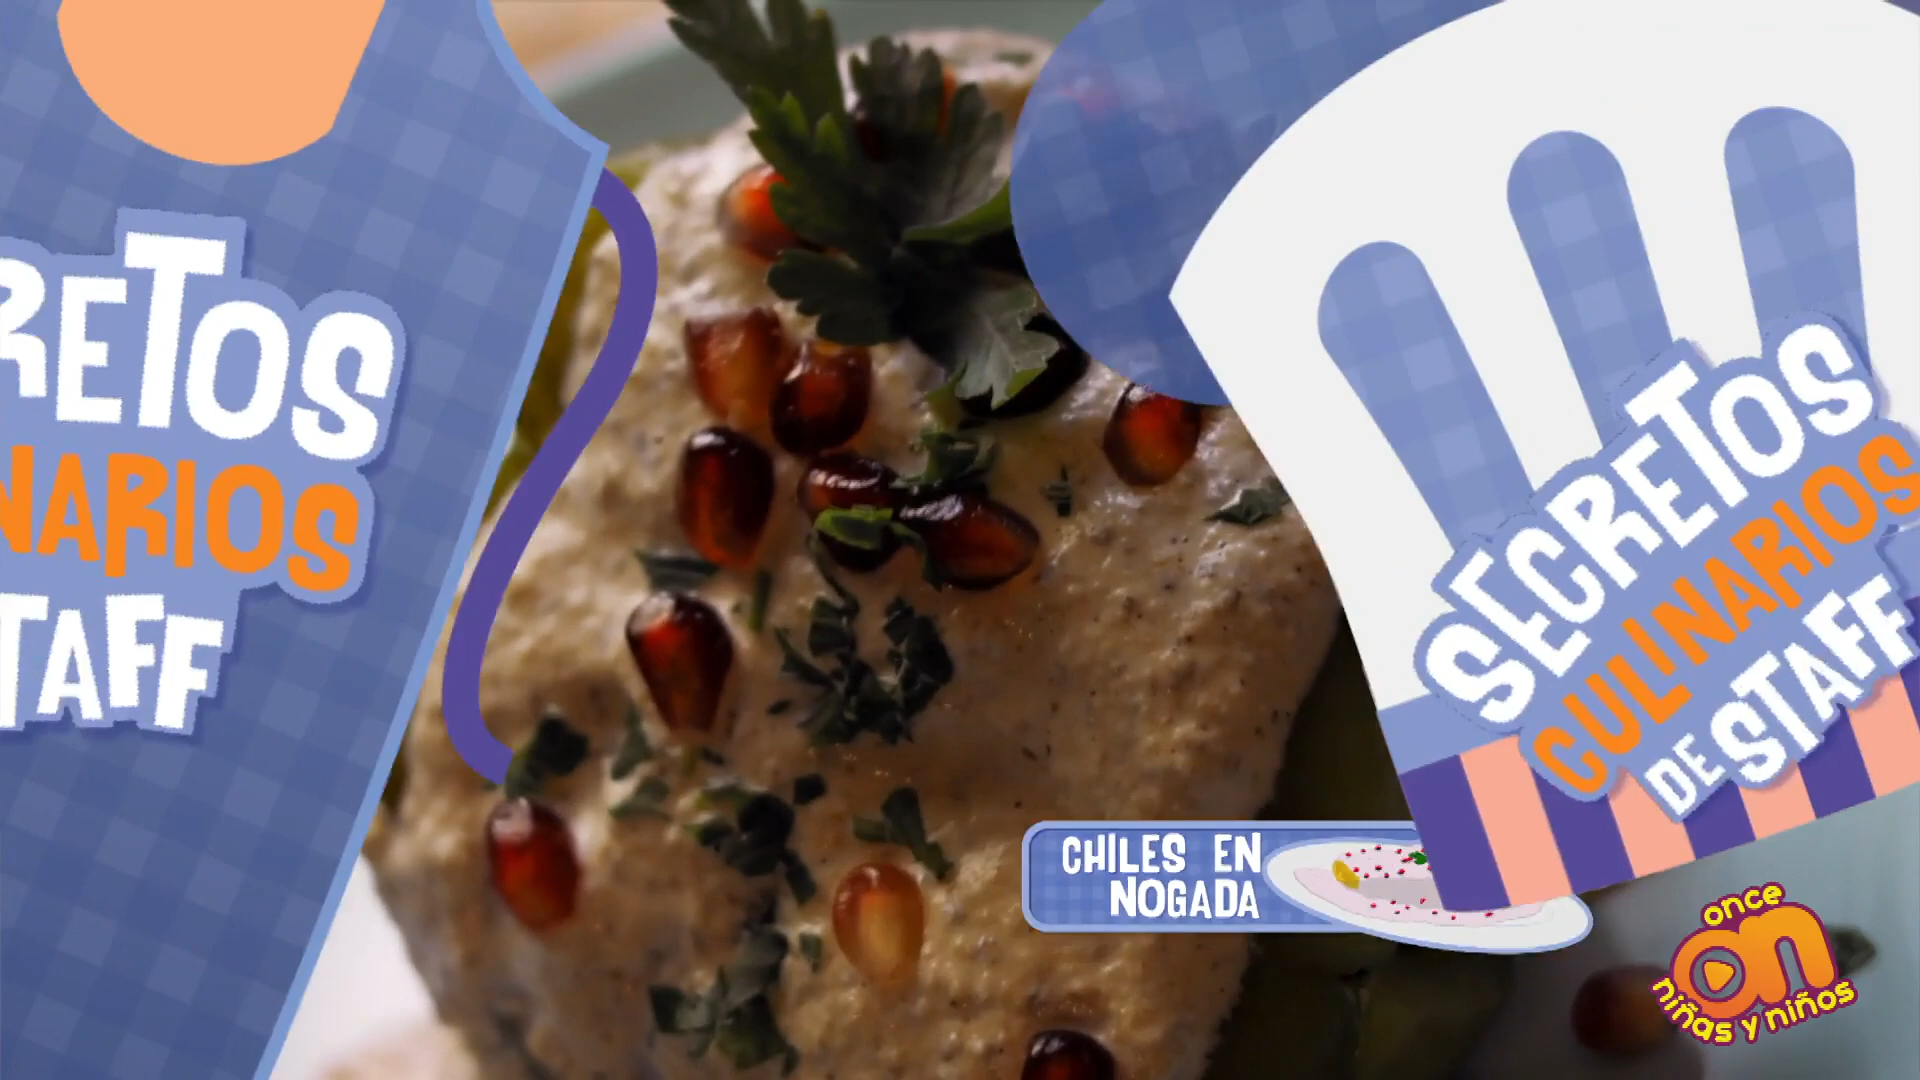 RETOS
NARIOS
TAFF
SECRETOS
CULINARIOS
DE STAFF
CHILES EN
NOGADA
once
on
niñas y niños